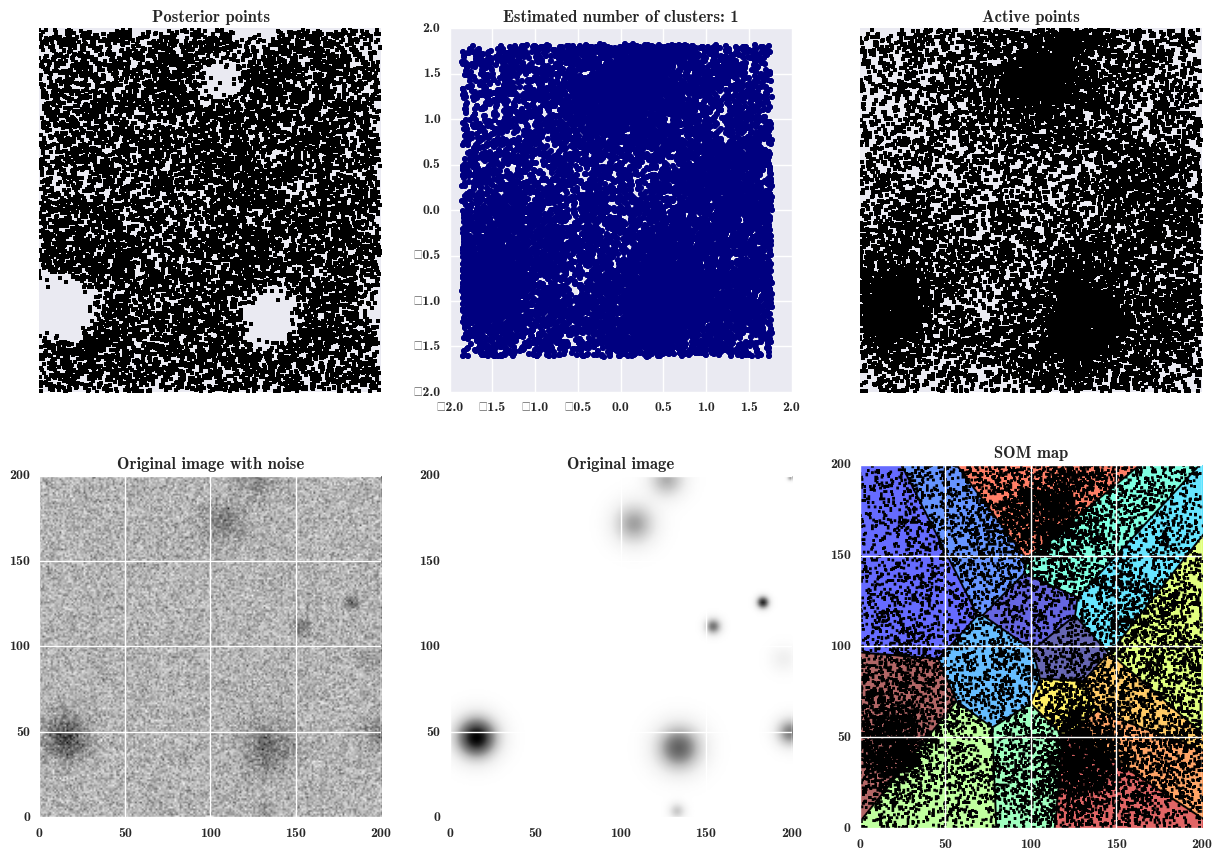 Posterior points
Estimated number of clusters: 1
Active points
2.0
1.5
1.0
0.5
0.0
□0.5
□1.0
□1.5
□2.0
□2.0 □1.5 □1.0 □0.5 0.0 0.5 1.0 1.5 2.0
Original image with noise
Original image
SOM map
200
150
100
50
0
0 50 100 150 200
200
150
100
50
0
0 50 100 150 200
200
150
100
50
0
0 50 100 150 200